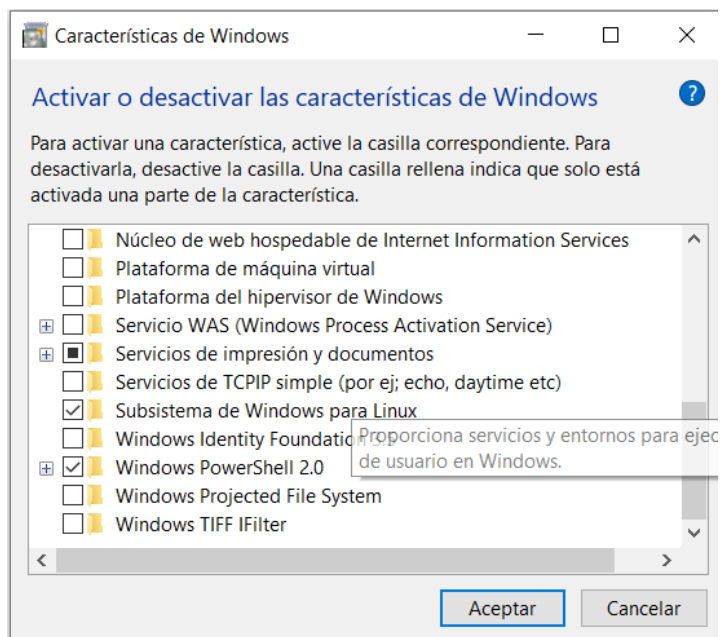 Características de Windows
Activar o desactivar las características de Windows
?
Para activar una característica, active la casilla correspondiente. Para
desactivarla, desactive la casilla. Una casilla rellena indica que solo está
activada una parte de la característica.
Núcleo de web hospedable de Internet Information Services
Plataforma de máquina virtual
Plataforma del hipervisor de Windows
Servicio WAS (Windows Process Activation Service)
Servicios de impresión y documentos
Servicios de TCPIP simple (por ej; echo, daytime etc)
Subsistema de Windows para Linux
Windows Identity Foundation 3.5
Proporciona servicios y entornos para ejec
de usuario en Windows.
Windows PowerShell 2.0
Windows Projected File System
Windows TIFF IFilter
Aceptar
Cancelar